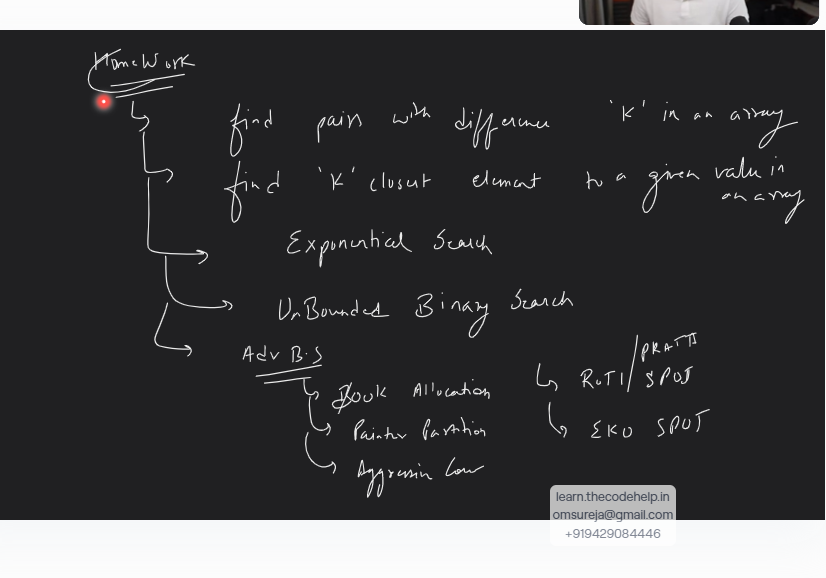 HomeWork
find pairs with difference 'K' in an array
find 'K' closest element to a given value in
an array
Exponential Search
UnBounded Binary Search
Adv B.S
Book Allocation
Painter Partition
Aggressive Cow
ROTI / PRATA
SPOJ
EKO SPOJ
learn.thecodehelp.in
omsureja@gmail.com
+919429084446